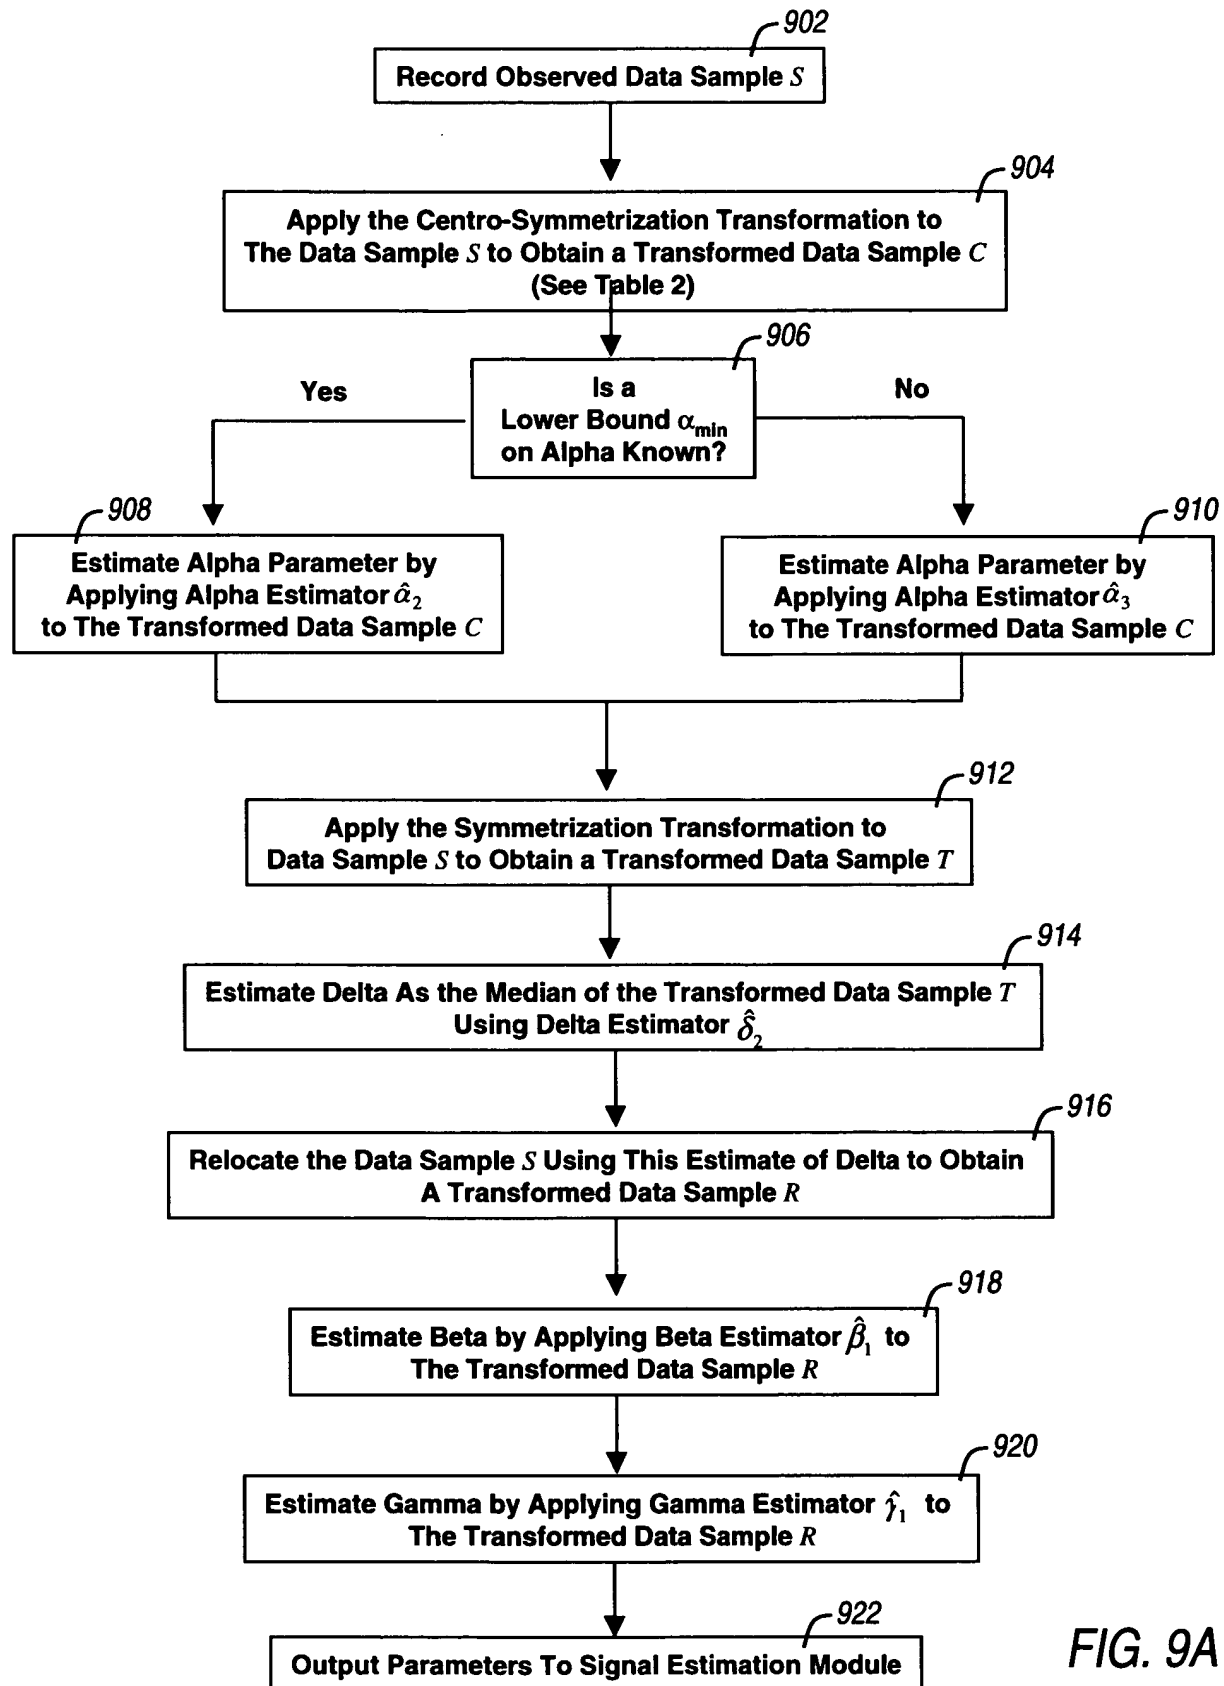 902
Record Observed Data Sample S
904
Apply the Centro-Symmetrization Transformation to
The Data Sample S to Obtain a Transformed Data Sample C
(See Table 2)
906
Is a
Lower Bound α_min
on Alpha Known?
Yes
No
908
Estimate Alpha Parameter by
Applying Alpha Estimator α̂₂
to The Transformed Data Sample C
910
Estimate Alpha Parameter by
Applying Alpha Estimator α̂₃
to The Transformed Data Sample C
912
Apply the Symmetrization Transformation to
Data Sample S to Obtain a Transformed Data Sample T
914
Estimate Delta As the Median of the Transformed Data Sample T
Using Delta Estimator δ̂₂
916
Relocate the Data Sample S Using This Estimate of Delta to Obtain
A Transformed Data Sample R
918
Estimate Beta by Applying Beta Estimator β̂₁ to
The Transformed Data Sample R
920
Estimate Gamma by Applying Gamma Estimator γ̂₁ to
The Transformed Data Sample R
922
Output Parameters To Signal Estimation Module
FIG. 9A